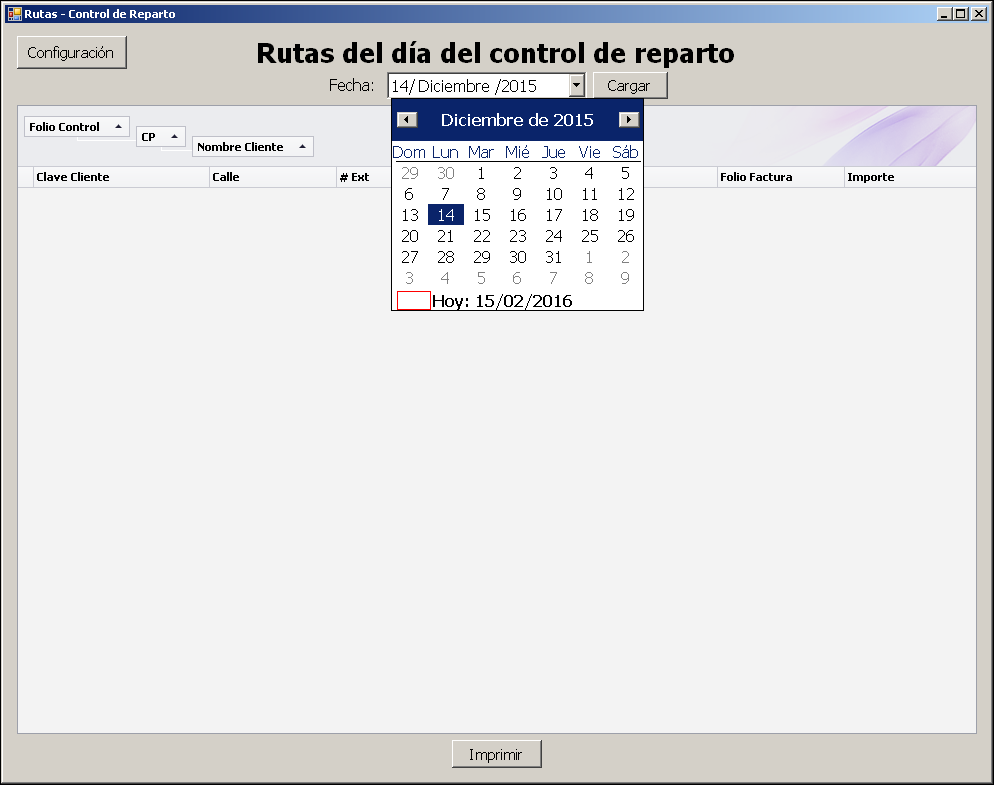 Rutas - Control de Reparto
Configuración
Rutas del día del control de reparto
Fecha: 14/ Diciembre /2015 Cargar
Diciembre de 2015
Folio Control
CP
Nombre Cliente
Dom Lun Mar Mié Jue Vie Sáb
Clave Cliente Calle # Ext Folio Factura Importe
29 30 1 2 3 4 5
6 7 8 9 10 11 12
13 14 15 16 17 18 19
20 21 22 23 24 25 26
27 28 29 30 31 1 2
3 4 5 6 7 8 9
Hoy: 15/02/2016
Imprimir